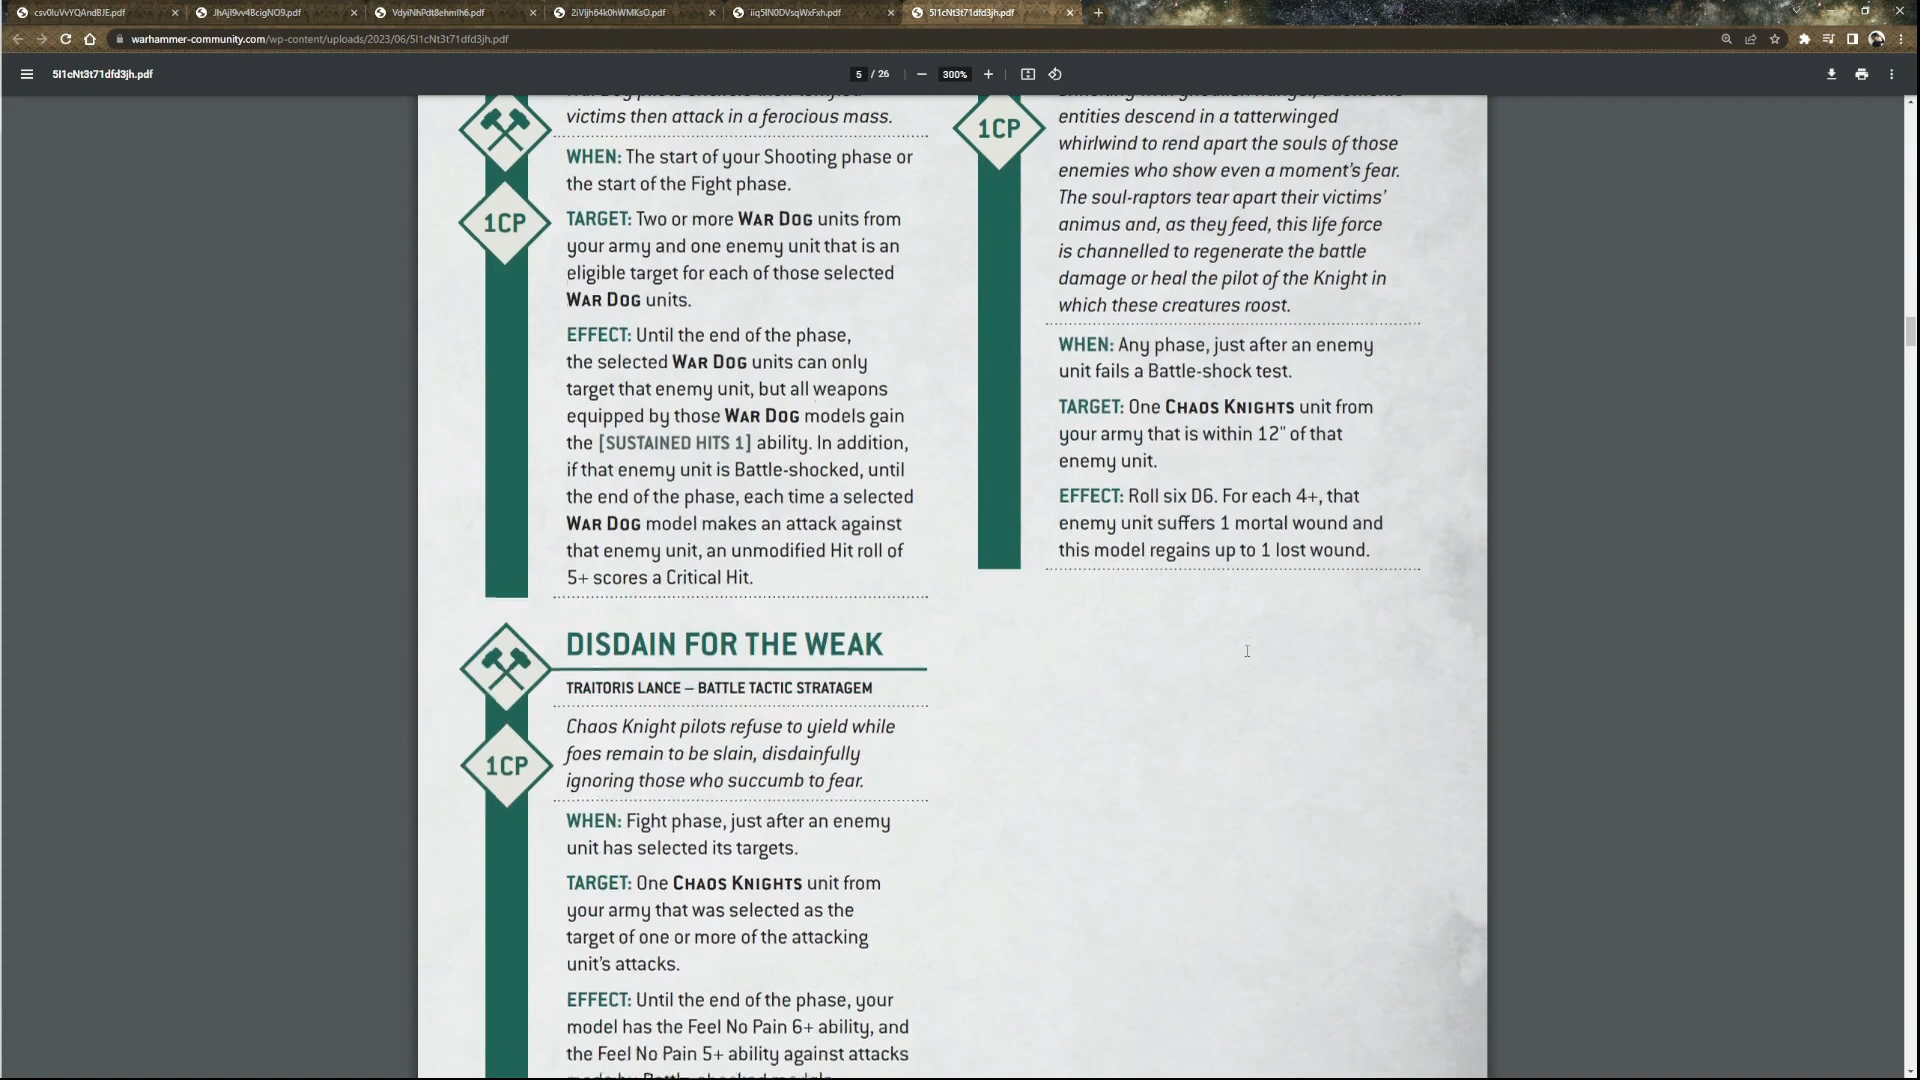 csv0luVvYQAndBJE.pdf
JhAjI9vv4BcigNO9.pdf
VdyiNhPdt8ehmIh6.pdf
2iVljh64k0hWMKsO.pdf
iiq5IN0DVsqWxFxh.pdf
5l1cNt3t71dfd3jh.pdf
warhammer-community.com/wp-content/uploads/2023/06/5l1cNt3t71dfd3jh.pdf
5l1cNt3t71dfd3jh.pdf
5 / 26
300%
victims then attack in a ferocious mass.
WHEN: The start of your Shooting phase or
the start of the Fight phase.
1CP
TARGET: Two or more WAR DOG units from
your army and one enemy unit that is an
eligible target for each of those selected
WAR DOG units.
EFFECT: Until the end of the phase,
the selected WAR DOG units can only
target that enemy unit, but all weapons
equipped by those WAR DOG models gain
the [SUSTAINED HITS 1] ability. In addition,
if that enemy unit is Battle-shocked, until
the end of the phase, each time a selected
WAR DOG model makes an attack against
that enemy unit, an unmodified Hit roll of
5+ scores a Critical Hit.
DISDAIN FOR THE WEAK
TRAITORIS LANCE – BATTLE TACTIC STRATAGEM
Chaos Knight pilots refuse to yield while
foes remain to be slain, disdainfully
ignoring those who succumb to fear.
1CP
WHEN: Fight phase, just after an enemy
unit has selected its targets.
TARGET: One CHAOS KNIGHTS unit from
your army that was selected as the
target of one or more of the attacking
unit's attacks.
EFFECT: Until the end of the phase, your
model has the Feel No Pain 6+ ability, and
the Feel No Pain 5+ ability against attacks
1CP
entities descend in a tatterwinged
whirlwind to rend apart the souls of those
enemies who show even a moment's fear.
The soul-raptors tear apart their victims'
animus and, as they feed, this life force
is channelled to regenerate the battle
damage or heal the pilot of the Knight in
which these creatures roost.
WHEN: Any phase, just after an enemy
unit fails a Battle-shock test.
TARGET: One CHAOS KNIGHTS unit from
your army that is within 12" of that
enemy unit.
EFFECT: Roll six D6. For each 4+, that
enemy unit suffers 1 mortal wound and
this model regains up to 1 lost wound.